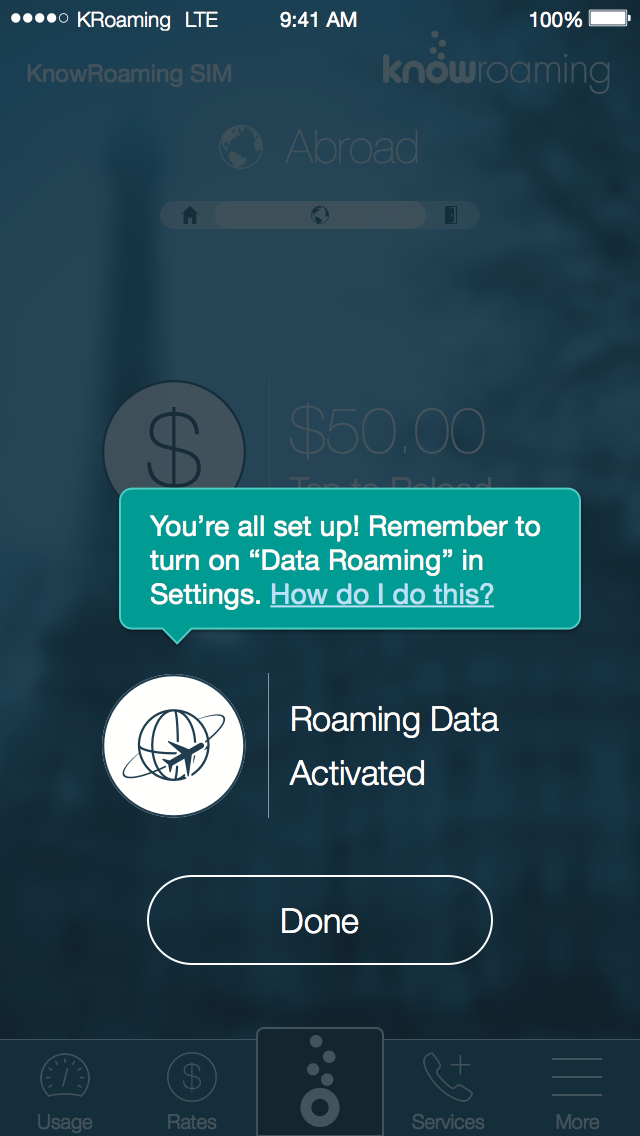 KRoaming LTE 9:41 AM 100%
KnowRoaming SIM
knowroaming
Abroad
$
$50.00
Tap to Reload
You’re all set up! Remember to
turn on “Data Roaming” in
Settings. How do I do this?
Roaming Data
Activated
Done
$
Usage Rates Services More